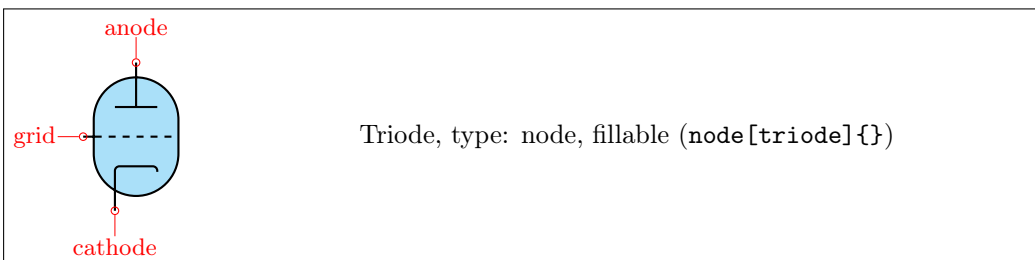 anode
grid
Triode, type: node, fillable (node[triode]{})
cathode